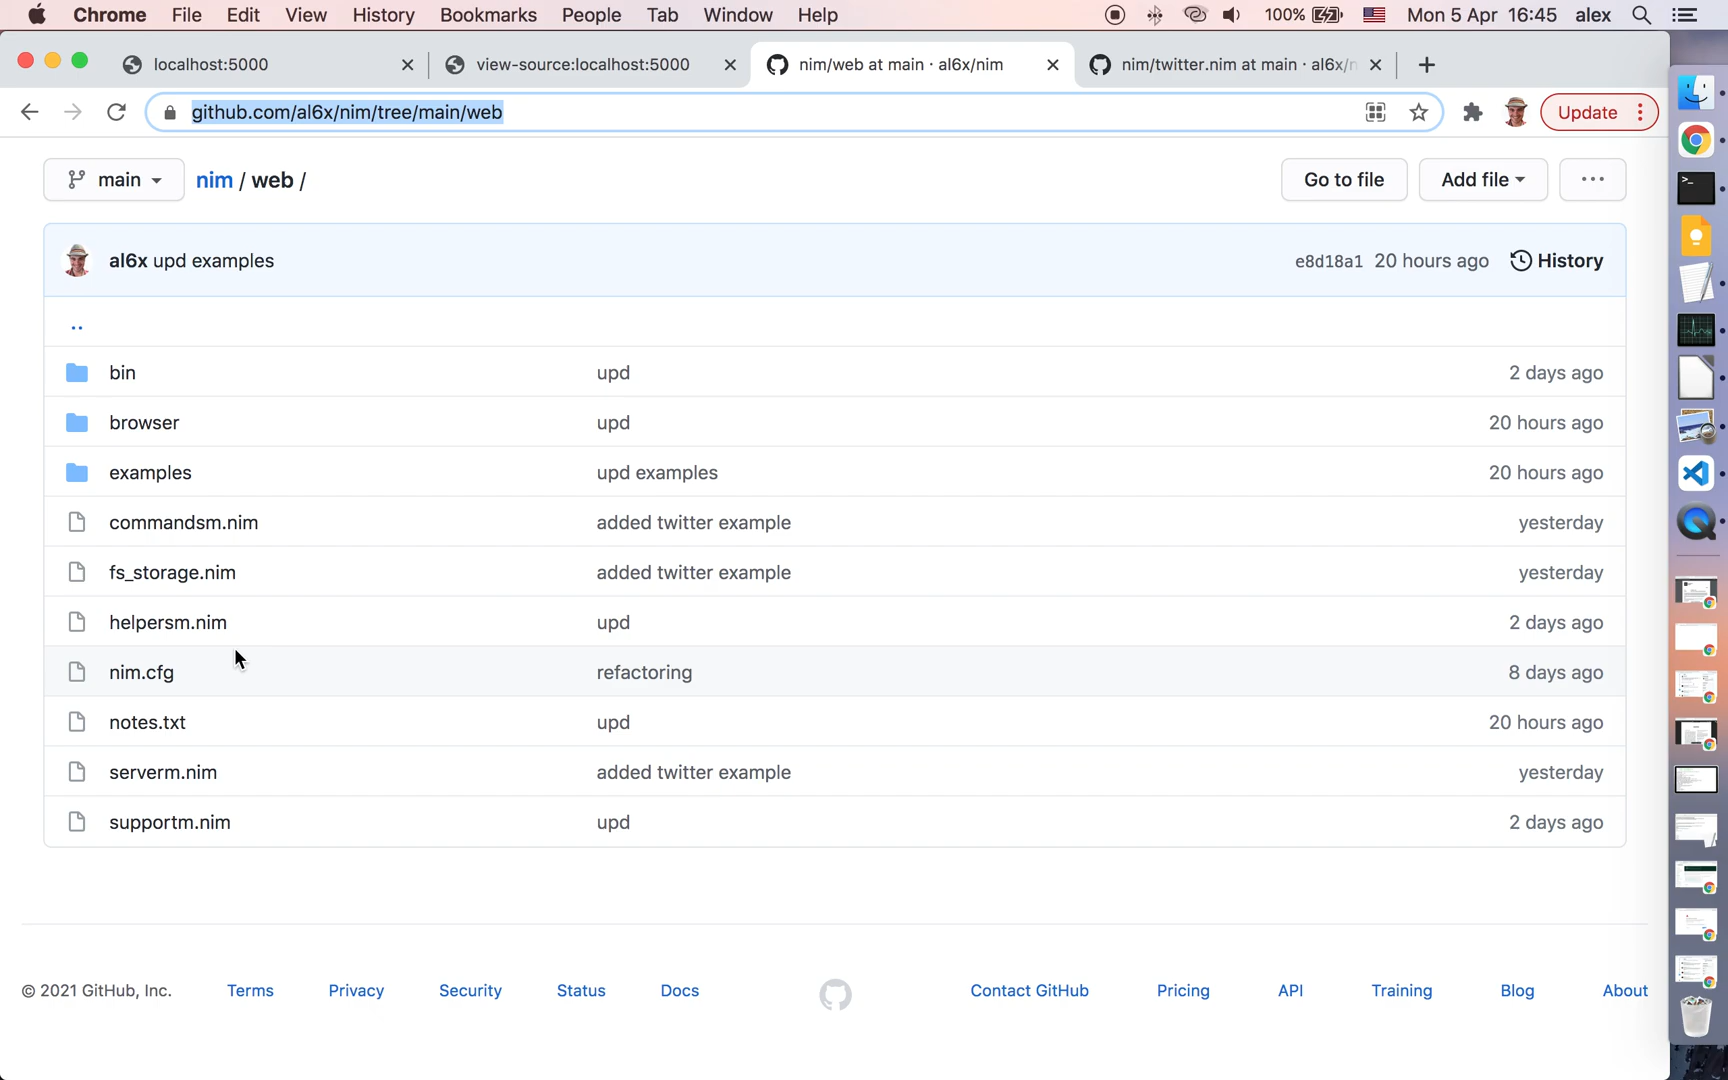 Chrome File Edit View History Bookmarks People Tab Window Help 100% Mon 5 Apr 16:45 alex
localhost:5000 view-source:localhost:5000 nim/web at main · al6x/nim nim/twitter.nim at main · al6x/n
github.com/al6x/nim/tree/main/web Update
main nim / web / Go to file Add file ...
al6x upd examples e8d18a1 20 hours ago History
..
bin upd 2 days ago
browser upd 20 hours ago
examples upd examples 20 hours ago
commandsm.nim added twitter example yesterday
fs_storage.nim added twitter example yesterday
helpersm.nim upd 2 days ago
nim.cfg refactoring 8 days ago
notes.txt upd 20 hours ago
serverm.nim added twitter example yesterday
supportm.nim upd 2 days ago
© 2021 GitHub, Inc. Terms Privacy Security Status Docs Contact GitHub Pricing API Training Blog About